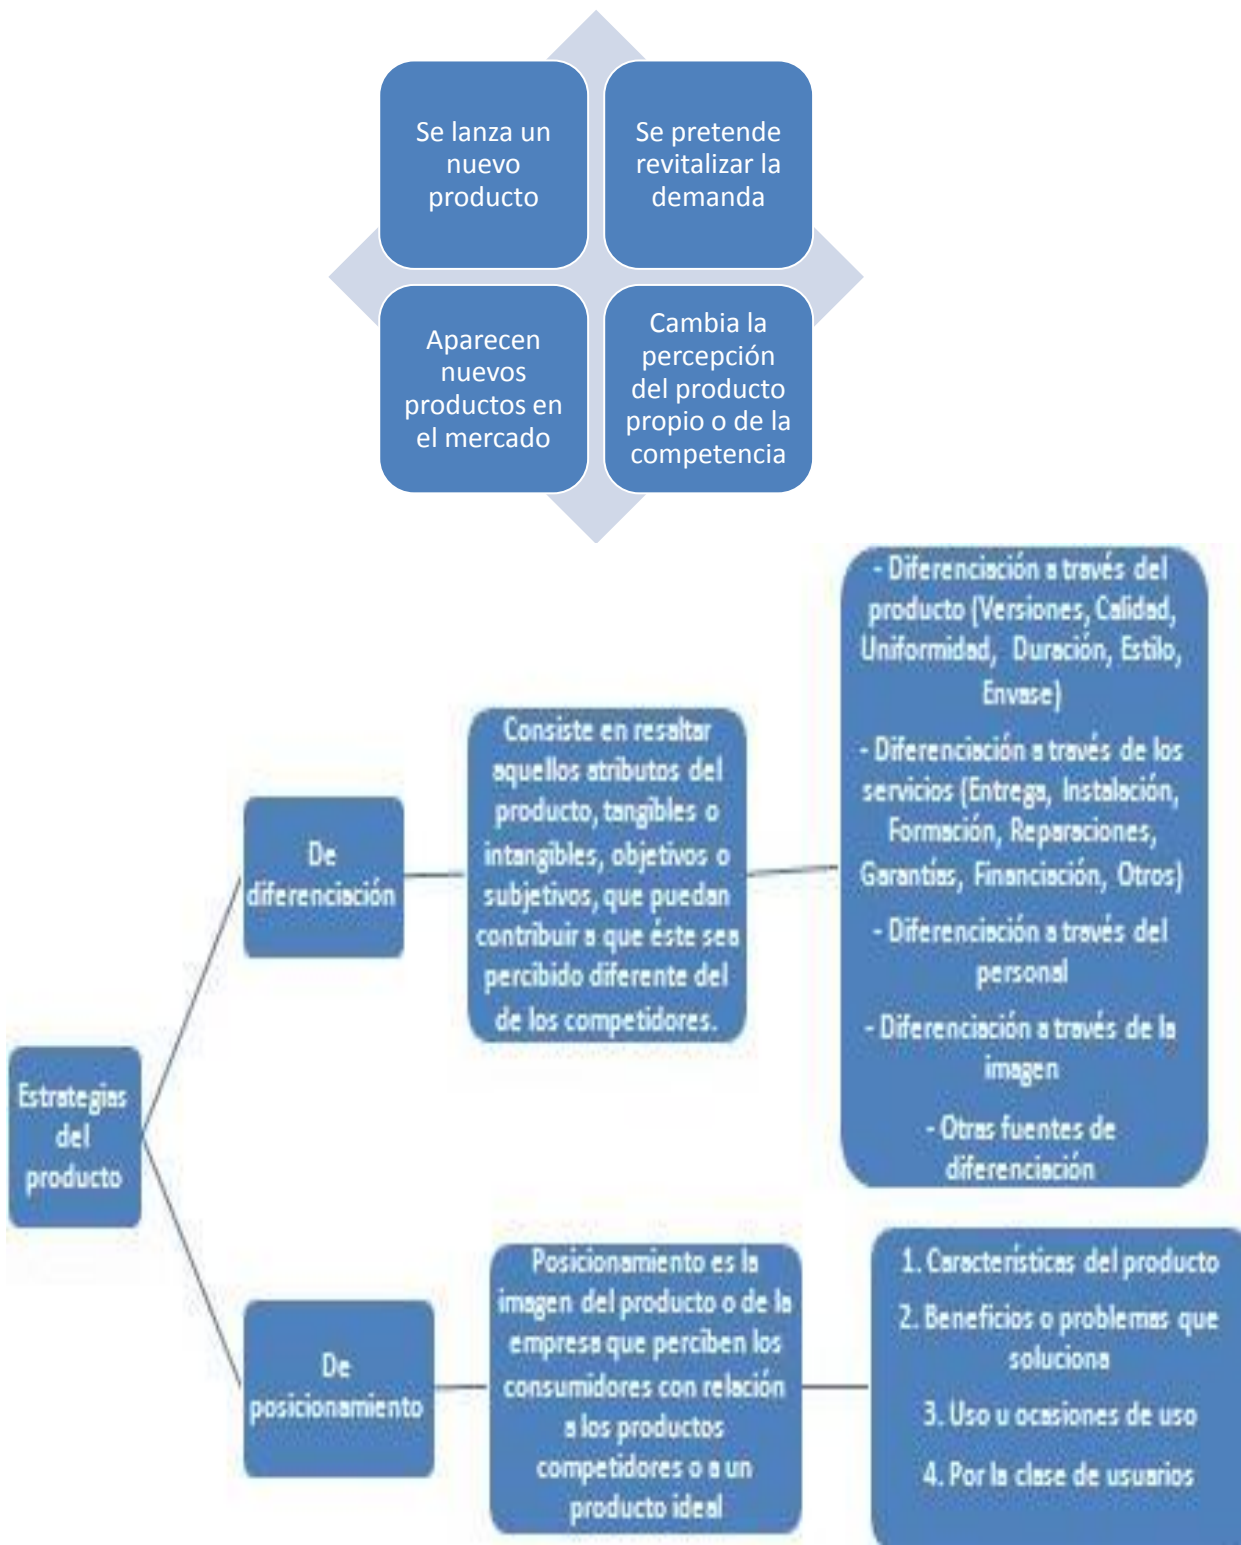 Se lanza un
nuevo
producto
Se pretende
revitalizar la
demanda
Aparecen
nuevos
productos en
el mercado
Cambia la
percepción
del producto
propio o de la
competencia
Estrategias
del
producto
De
diferenciación
Consiste en resaltar
aquellos atributos del
producto, tangibles o
intangibles, objetivos o
subjetivos, que puedan
contribuir a que éste sea
percibido diferente del
de los competidores.
- Diferenciación a través del
producto (Versiones, Calidad,
Uniformidad, Duración, Estilo,
Envase)
- Diferenciación a través de los
servicios (Entrega, Instalación,
Formación, Reparaciones,
Garantías, Financiación, Otros)
- Diferenciación a través del
personal
- Diferenciación a través de la
imagen
- Otras fuentes de
diferenciación
De
posicionamiento
Posicionamiento es la
imagen del producto o de la
empresa que perciben los
consumidores con relación
a los productos
competidores o a un
producto ideal
1. Características del producto
2. Beneficios o problemas que
soluciona
3. Uso u ocasiones de uso
4. Por la clase de usuarios